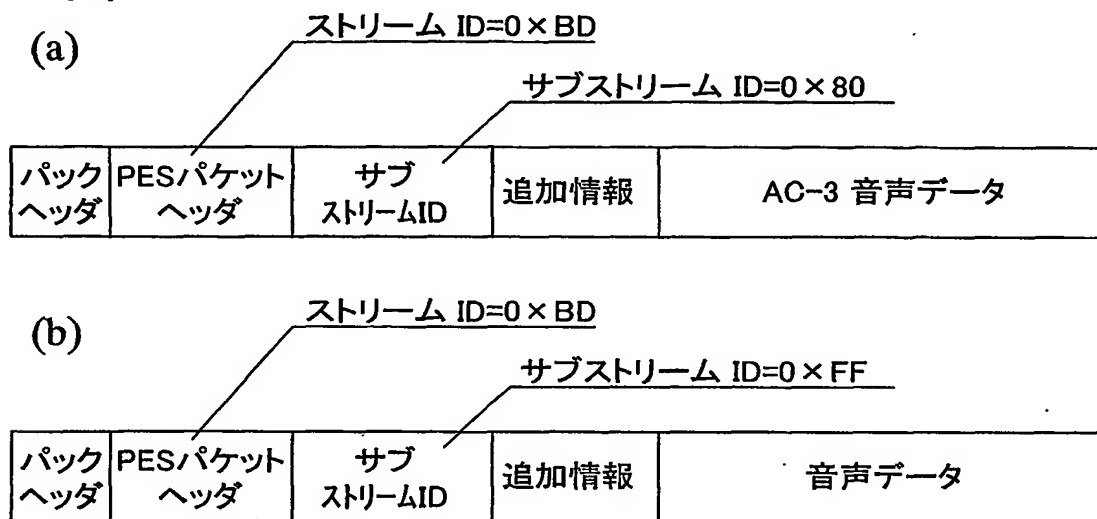 (a)
ストリーム ID=0×BD
サブストリーム ID=0×80
パック
ヘッダ
PESパケット
ヘッダ
サブ
ストリームID
追加情報
AC-3 音声データ
(b)
ストリーム ID=0×BD
サブストリーム ID=0×FF
パック
ヘッダ
PESパケット
ヘッダ
サブ
ストリームID
追加情報
音声データ